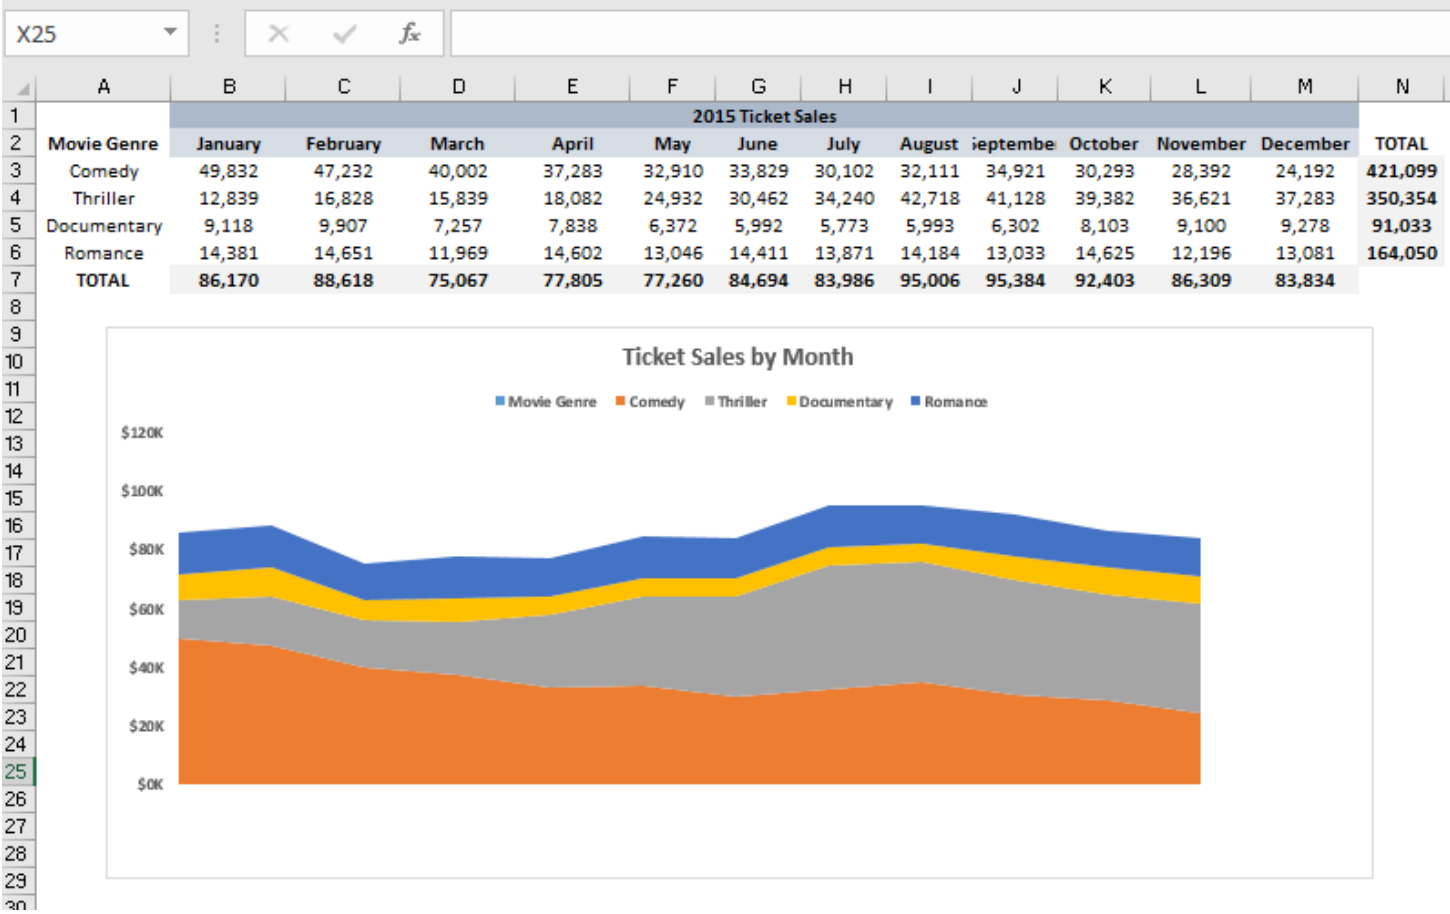 X25 fx
A B C D E F G H I J K L M N
1 2015 Ticket Sales
2 Movie Genre January February March April May June July August Septembe October November December TOTAL
3 Comedy 49,832 47,232 40,002 37,283 32,910 33,829 30,102 32,111 34,921 30,293 28,392 24,192 421,099
4 Thriller 12,839 16,828 15,839 18,082 24,932 30,462 34,240 42,718 41,128 39,382 36,621 37,283 350,354
5 Documentary 9,118 9,907 7,257 7,838 6,372 5,992 5,773 5,993 6,302 8,103 9,100 9,278 91,033
6 Romance 14,381 14,651 11,969 14,602 13,046 14,411 13,871 14,184 13,033 14,625 12,196 13,081 164,050
7 TOTAL 86,170 88,618 75,067 77,805 77,260 84,694 83,986 95,006 95,384 92,403 86,309 83,834
8
9
10 Ticket Sales by Month
11
12 Movie Genre Comedy Thriller Documentary Romance
13 $120K
14
15 $100K
16
17 $80K
18
19 $60K
20
21 $40K
22
23 $20K
24
25 $0K
26
27
28
29
30